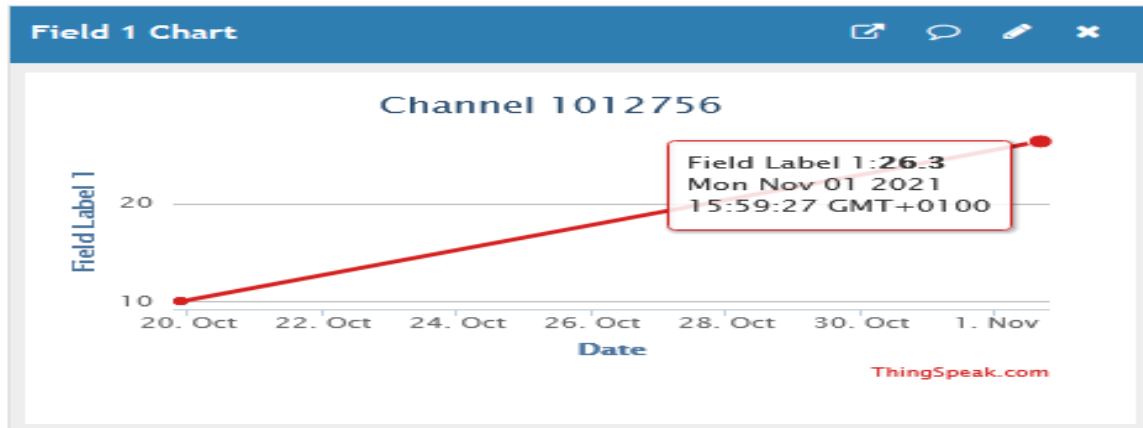 Field 1 Chart
Channel 1012756
Field Label 1
20
10
Field Label 1:26.3
Mon Nov 01 2021
15:59:27 GMT+0100
20. Oct 22. Oct 24. Oct 26. Oct 28. Oct 30. Oct 1. Nov
Date
ThingSpeak.com